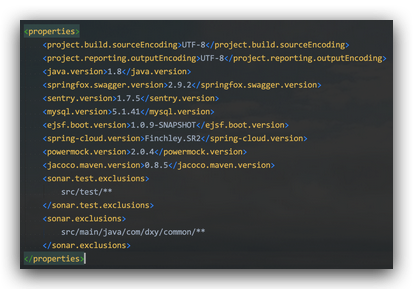 <properties>
<project.build.sourceEncoding>UTF-8</project.build.sourceEncoding>
<project.reporting.outputEncoding>UTF-8</project.reporting.outputEncoding>
<java.version>1.8</java.version>
<springfox.swagger.version>2.9.2</springfox.swagger.version>
<sentry.version>1.7.5</sentry.version>
<mysql.version>5.1.41</mysql.version>
<ejsf.boot.version>1.0.9-SNAPSHOT</ejsf.boot.version>
<spring-cloud.version>Finchley.SR2</spring-cloud.version>
<powermock.version>2.0.4</powermock.version>
<jacoco.maven.version>0.8.5</jacoco.maven.version>
<sonar.test.exclusions>
src/test/**
</sonar.test.exclusions>
<sonar.exclusions>
src/main/java/com/dxy/common/**
</sonar.exclusions>
</properties>